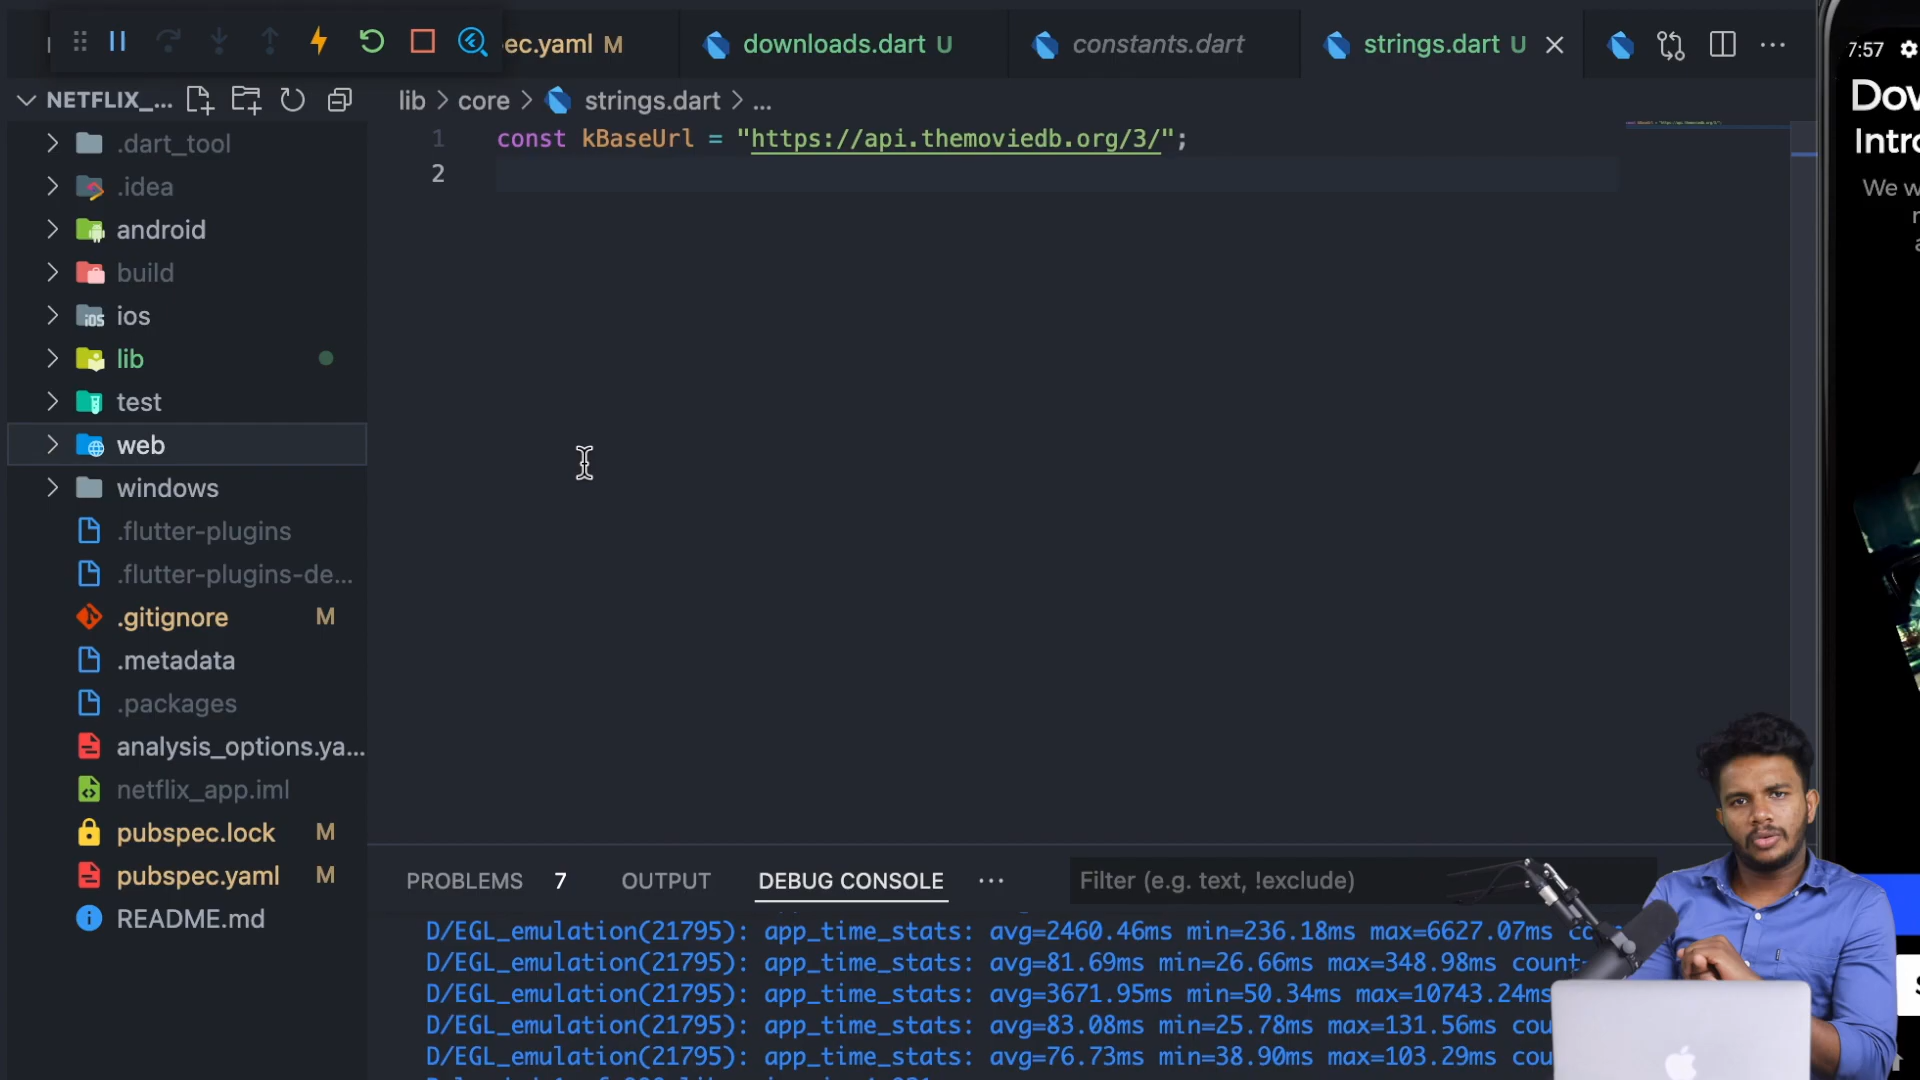 ec.yaml M
downloads.dart U
constants.dart
strings.dart U
NETFLIX_...
lib > core > strings.dart > ...
1 const kBaseUrl = "https://api.themoviedb.org/3/";
2
.dart_tool
.idea
android
build
ios
lib
test
web
windows
.flutter-plugins
.flutter-plugins-de...
.gitignore M
.metadata
.packages
analysis_options.ya...
netflix_app.iml
pubspec.lock M
pubspec.yaml M
README.md
PROBLEMS 7 OUTPUT DEBUG CONSOLE ... Filter (e.g. text, !exclude)
D/EGL_emulation(21795): app_time_stats: avg=2460.46ms min=236.18ms max=6627.07ms
D/EGL_emulation(21795): app_time_stats: avg=81.69ms min=26.66ms max=348.98ms count
D/EGL_emulation(21795): app_time_stats: avg=3671.95ms min=50.34ms max=10743.24ms
D/EGL_emulation(21795): app_time_stats: avg=83.08ms min=25.78ms max=131.56ms cou
D/EGL_emulation(21795): app_time_stats: avg=76.73ms min=38.90ms max=103.29ms cou
7:57
Dow
Intro
We w